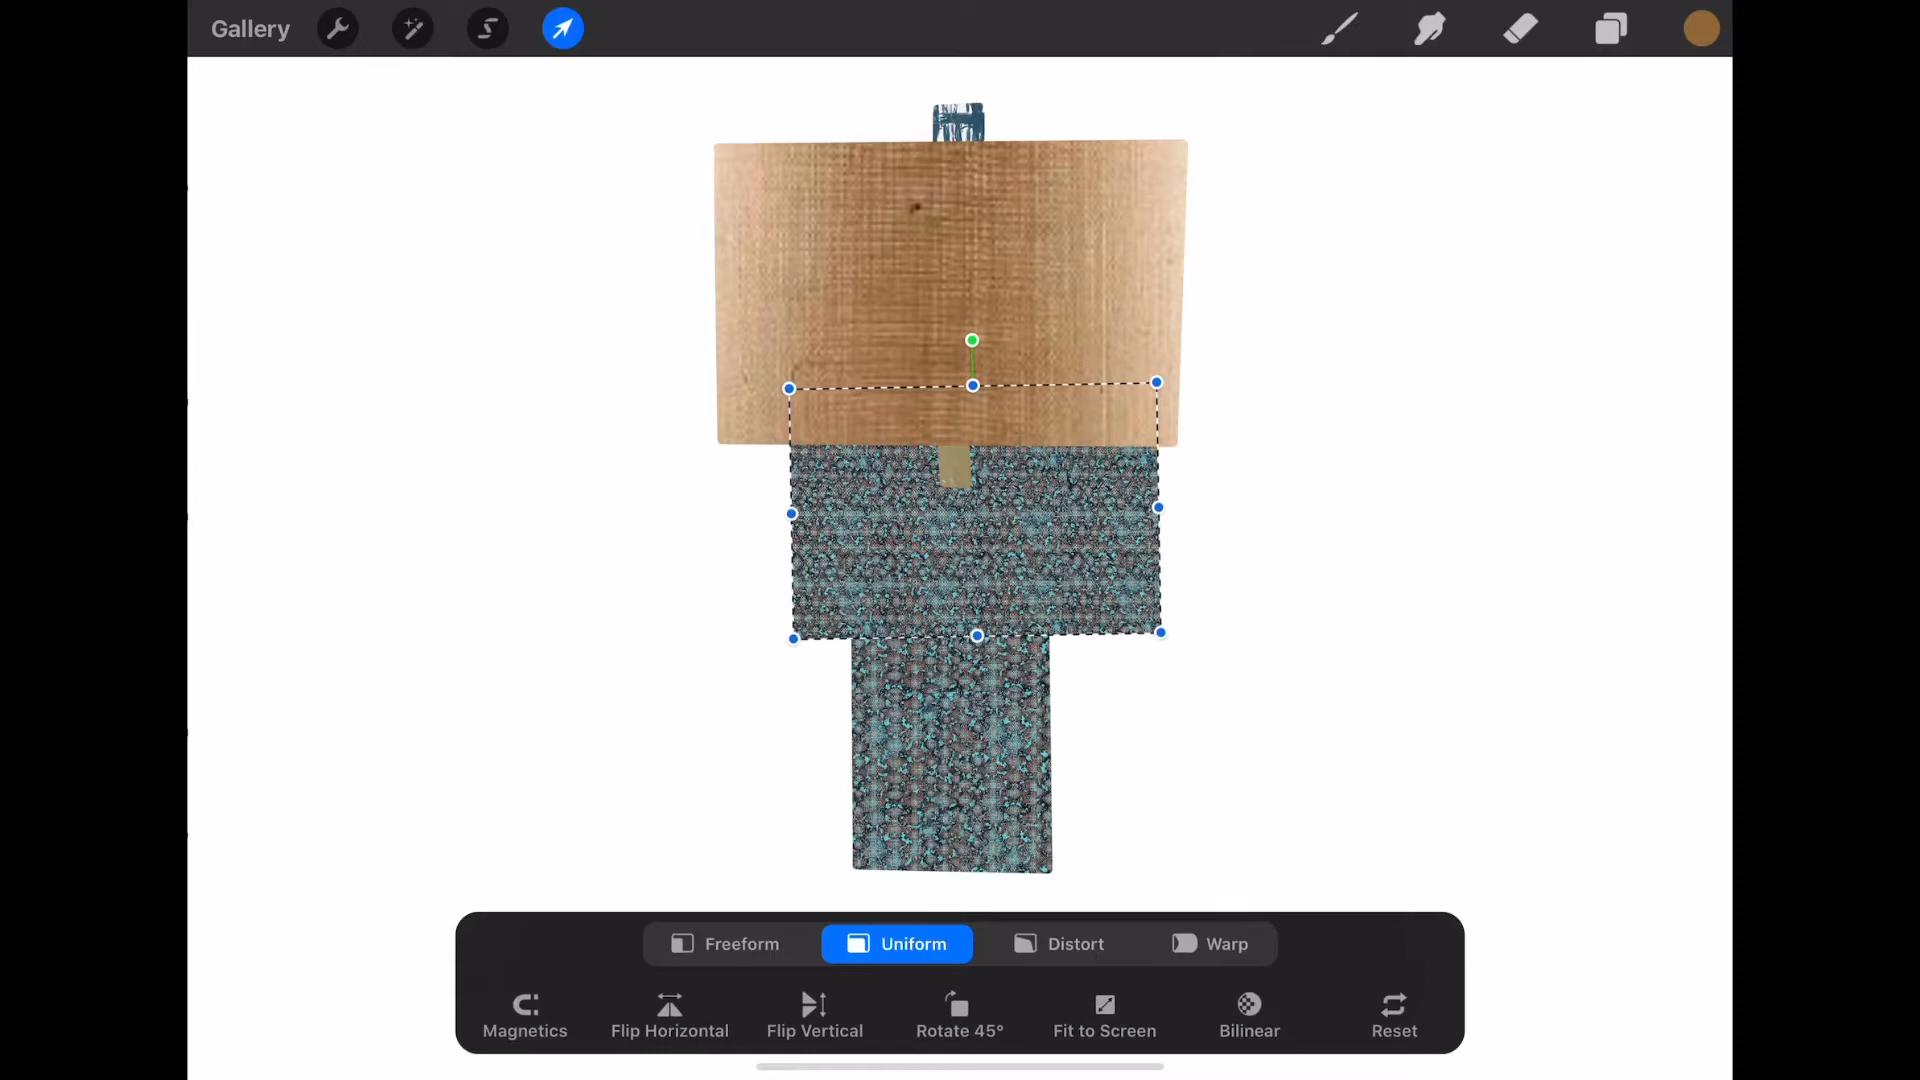 Gallery
Freeform Uniform Distort Warp
Magnetics Flip Horizontal Flip Vertical Rotate 45° Fit to Screen Bilinear Reset